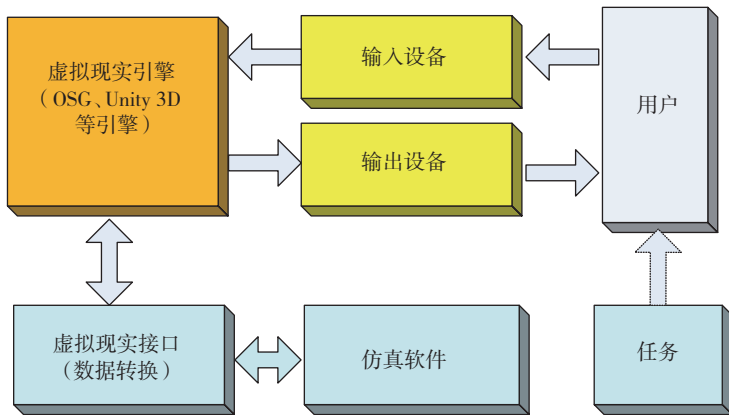 虚拟现实引擎
（OSG、Unity 3D
等引擎）
输入设备
输出设备
用户
虚拟现实接口
（数据转换）
仿真软件
任务